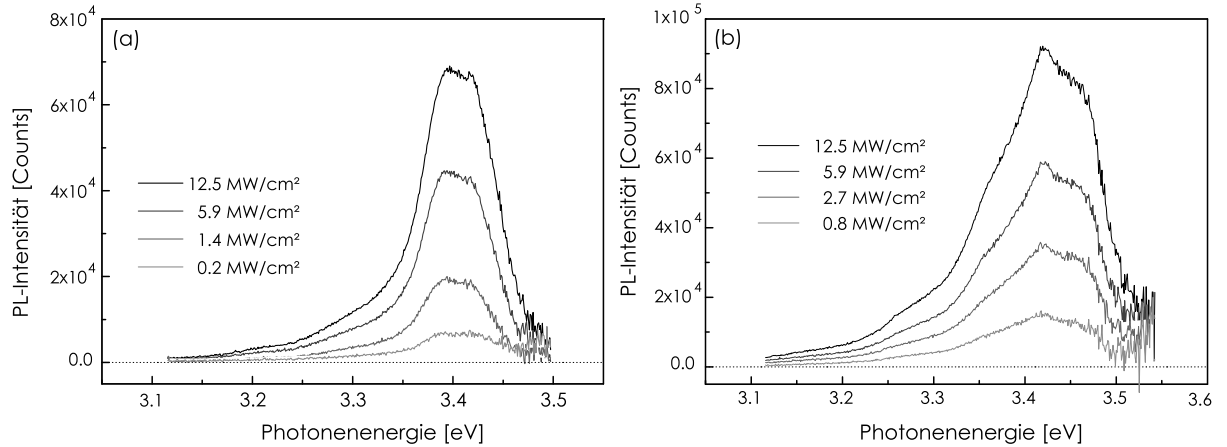 (a)
8x10⁴
6x10⁴
4x10⁴
2x10⁴
0.0
PL-Intensität [Counts]
12.5 MW/cm²
5.9 MW/cm²
1.4 MW/cm²
0.2 MW/cm²
3.1 3.2 3.3 3.4 3.5
Photonenenergie [eV]
(b)
1x10⁵
8x10⁴
6x10⁴
4x10⁴
2x10⁴
0.0
PL-Intensität [Counts]
12.5 MW/cm²
5.9 MW/cm²
2.7 MW/cm²
0.8 MW/cm²
3.1 3.2 3.3 3.4 3.5 3.6
Photonenenergie [eV]